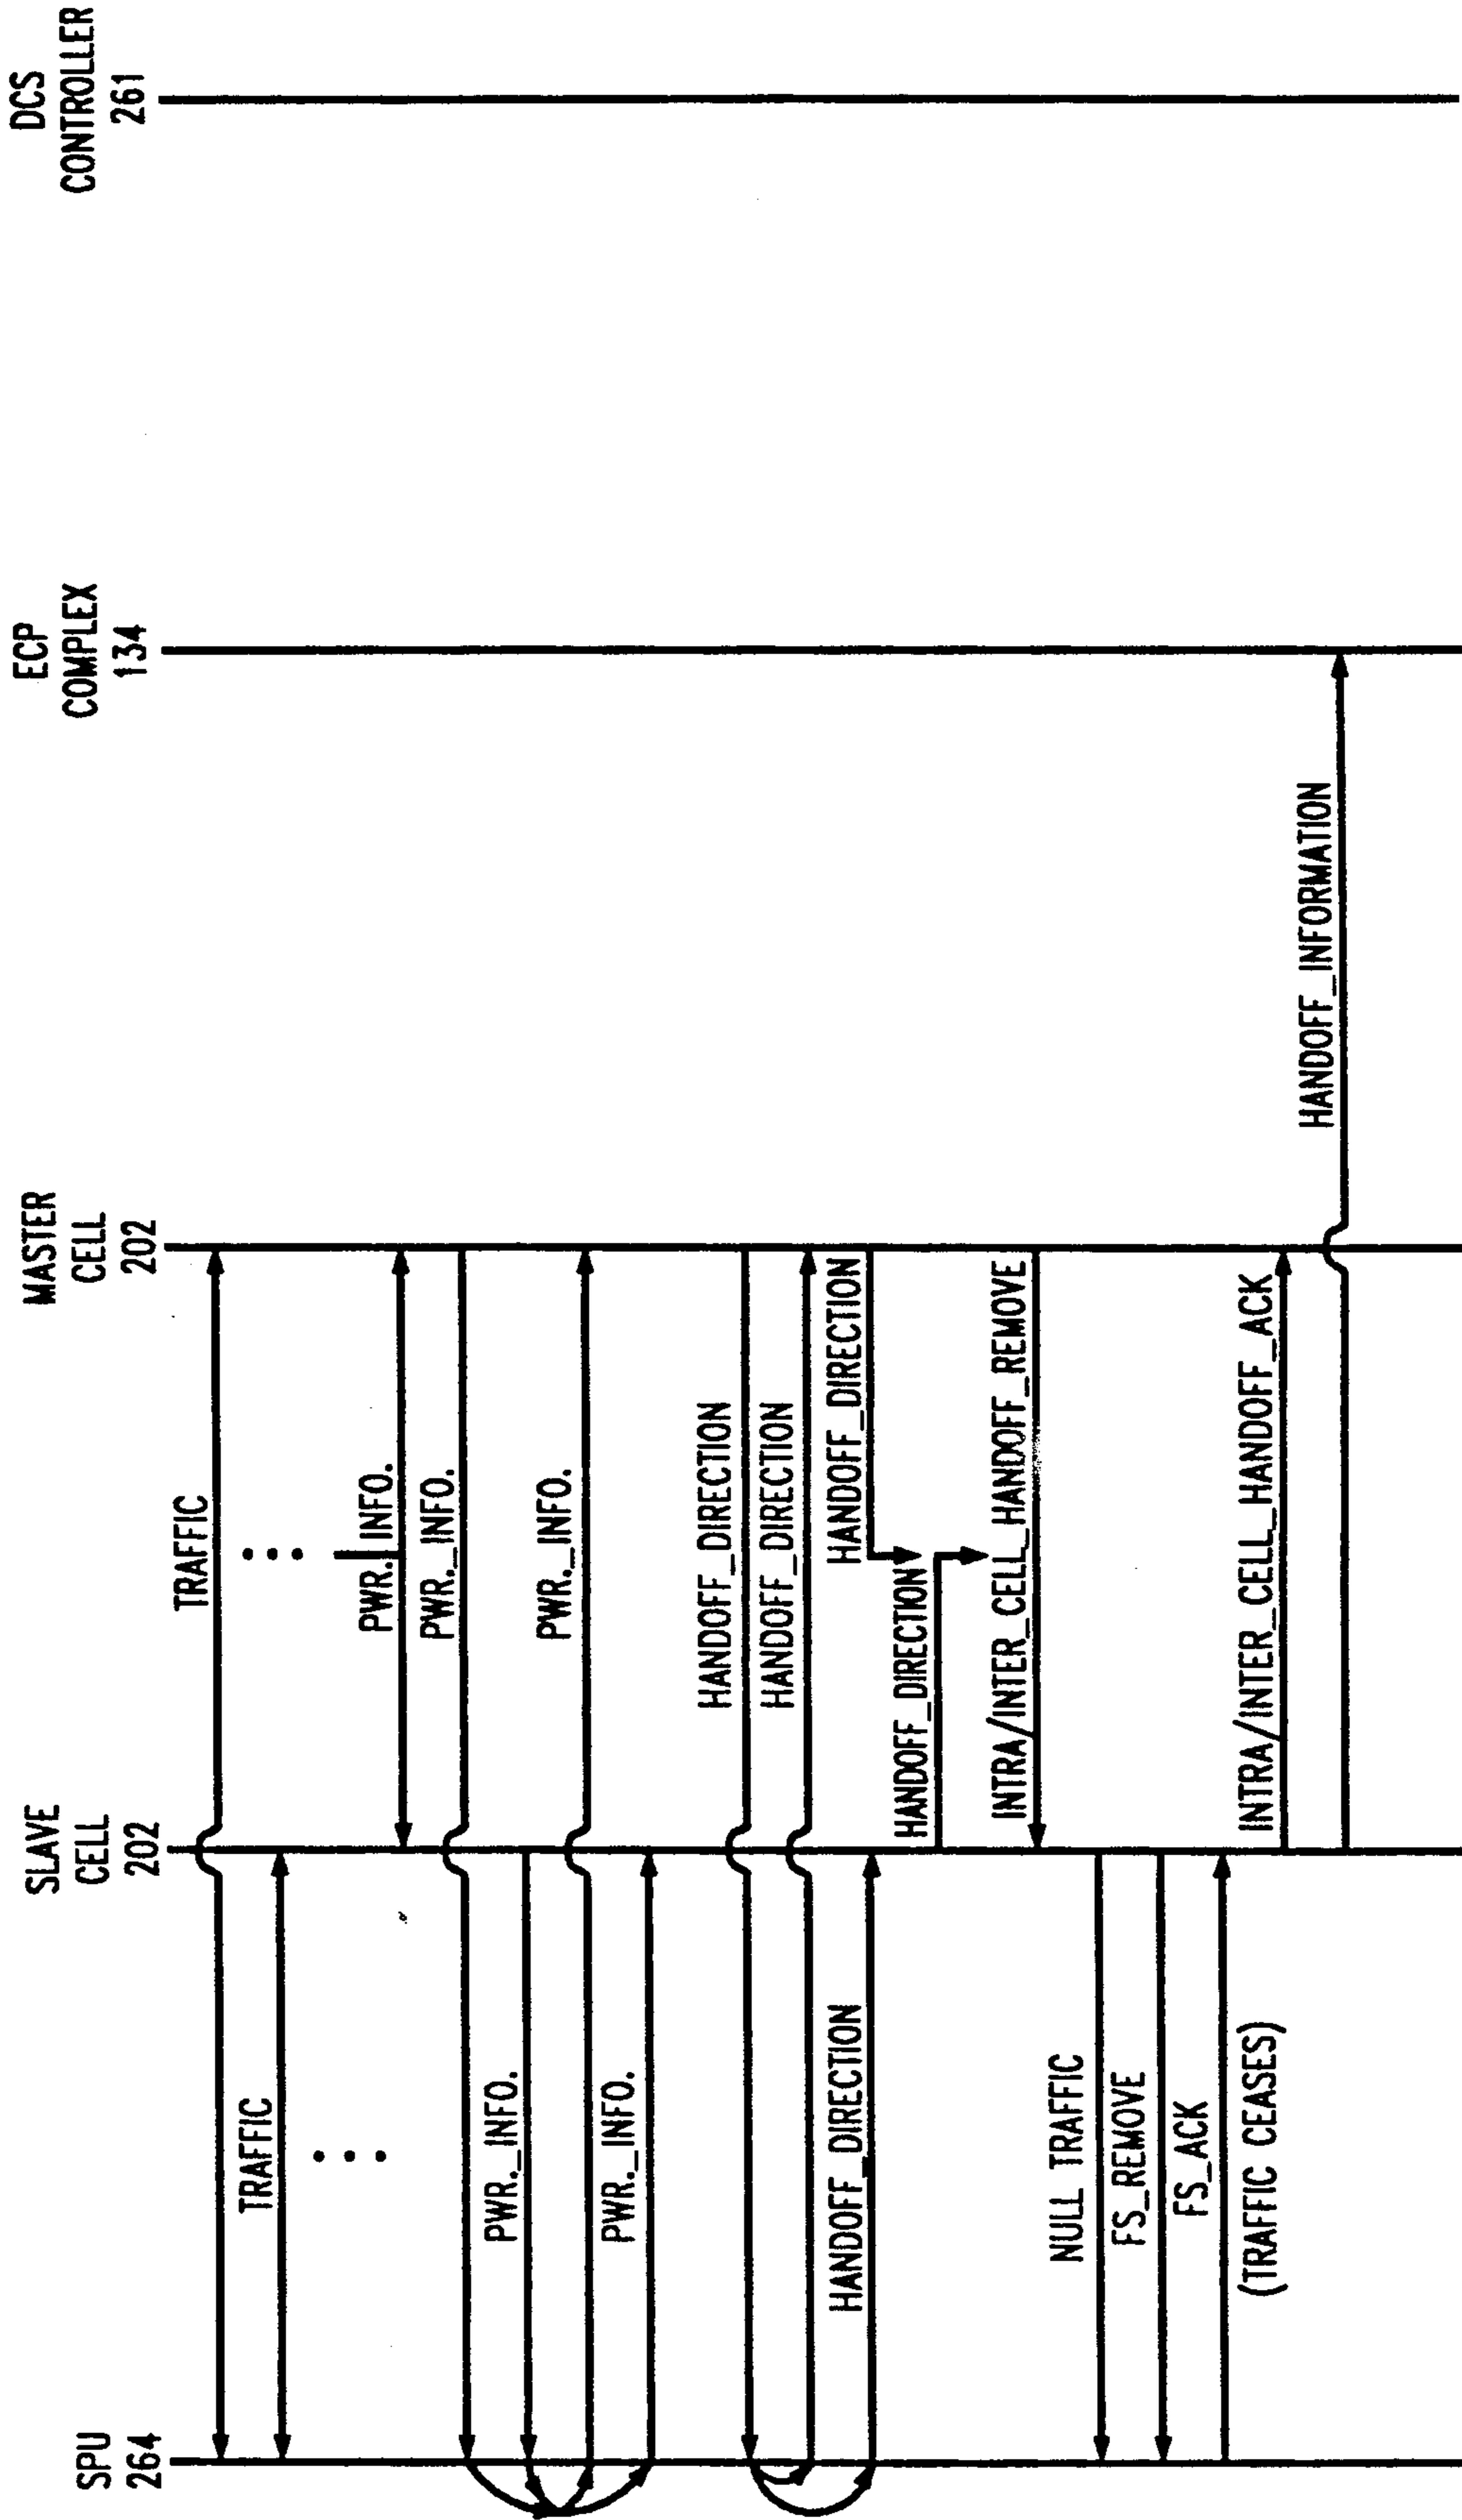 SPU
264
SLAVE
CELL
202
MASTER
CELL
202
ECP
COMPLEX
134
DCS
CONTROLLER
261
TRAFFIC
TRAFFIC
PWR._INFO.
PWR._INFO.
PWR._INFO.
PWR._INFO.
PWR._INFO.
HANDOFF_DIRECTION
HANDOFF_DIRECTION
HANDOFF_DIRECTION
HANDOFF_DIRECTION
HANDOFF_DIRECTION
INTRA/INTER_CELL_HANDOFF_REMOVE
NULL TRAFFIC
FS_REMOVE
FS_ACK
(TRAFFIC CEASES)
INTRA/INTER_CELL_HANDOFF_ACK
HANDOFF_INFORMATION